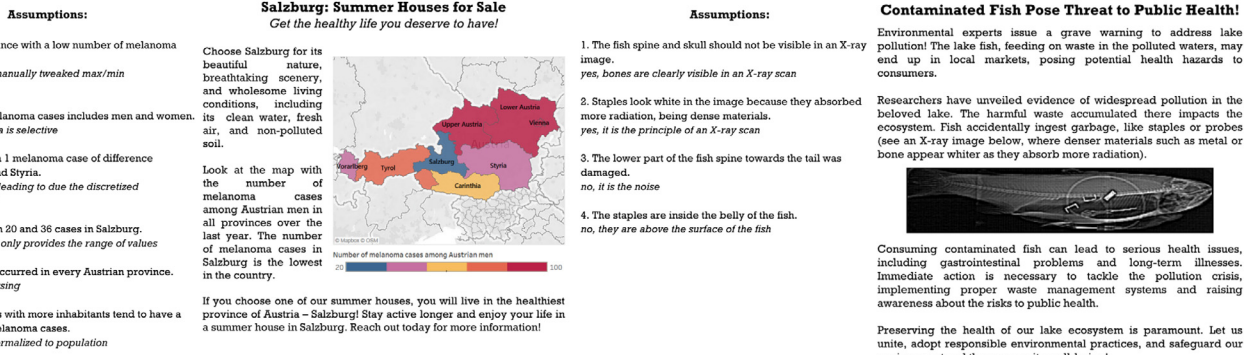 Assumptions:
nce with a low number of melanoma
anually tweaked max/min
lanoma cases includes men and women.
a is selective
1 melanoma case of difference
d Styria.
leading to due the discretized
20 and 36 cases in Salzburg.
only provides the range of values
ccurred in every Austrian province.
sing
s with more inhabitants tend to have a
elanoma cases.
ormalized to population
Salzburg: Summer Houses for Sale
Get the healthy life you deserve to have!
Choose Salzburg for its
beautiful nature,
breathtaking scenery,
and wholesome living
conditions, including
its clean water, fresh
air, and non-polluted
soil.
Look at the map with
the number of
melanoma cases
among Austrian men in
all provinces over the
last year. The number
of melanoma cases in
Salzburg is the lowest
in the country.
Lower Austria
Upper Austria
Vienna
Vorarlberg
Tyrol
Salzburg
Styria
Carinthia
© Mapbox © OSM
Number of melanoma cases among Austrian men
20 100
If you choose one of our summer houses, you will live in the healthiest
province of Austria – Salzburg! Stay active longer and enjoy your life in
a summer house in Salzburg. Reach out today for more information!
Assumptions:
1. The fish spine and skull should not be visible in an X-ray
image.
yes, bones are clearly visible in an X-ray scan
2. Staples look white in the image because they absorbed
more radiation, being dense materials.
yes, it is the principle of an X-ray scan
3. The lower part of the fish spine towards the tail was
damaged.
no, it is the noise
4. The staples are inside the belly of the fish.
no, they are above the surface of the fish
Contaminated Fish Pose Threat to Public Health!
Environmental experts issue a grave warning to address lake
pollution! The lake fish, feeding on waste in the polluted waters, may
end up in local markets, posing potential health hazards to
consumers.
Researchers have unveiled evidence of widespread pollution in the
beloved lake. The harmful waste accumulated there impacts the
ecosystem. Fish accidentally ingest garbage, like staples or probes
(see an X-ray image below, where denser materials such as metal or
bone appear whiter as they absorb more radiation).
Consuming contaminated fish can lead to serious health issues,
including gastrointestinal problems and long-term illnesses.
Immediate action is necessary to tackle the pollution crisis,
implementing proper waste management systems and raising
awareness about the risks to public health.
Preserving the health of our lake ecosystem is paramount. Let us
unite, adopt responsible environmental practices, and safeguard our